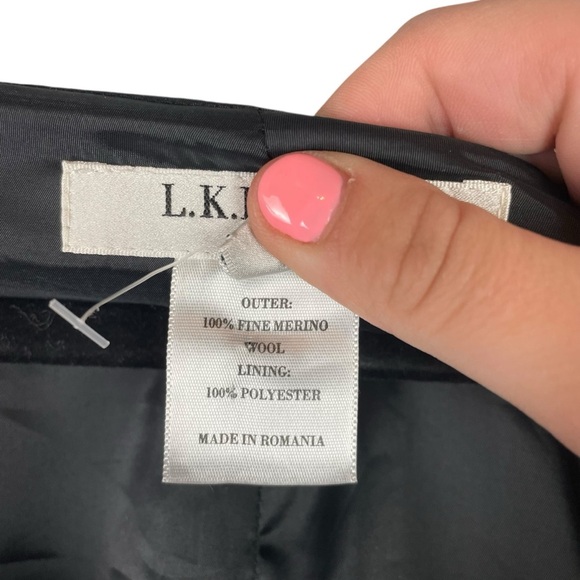 L.K.
OUTER:
100% FINE MERINO
WOOL
LINING:
100% POLYESTER
MADE IN ROMANIA